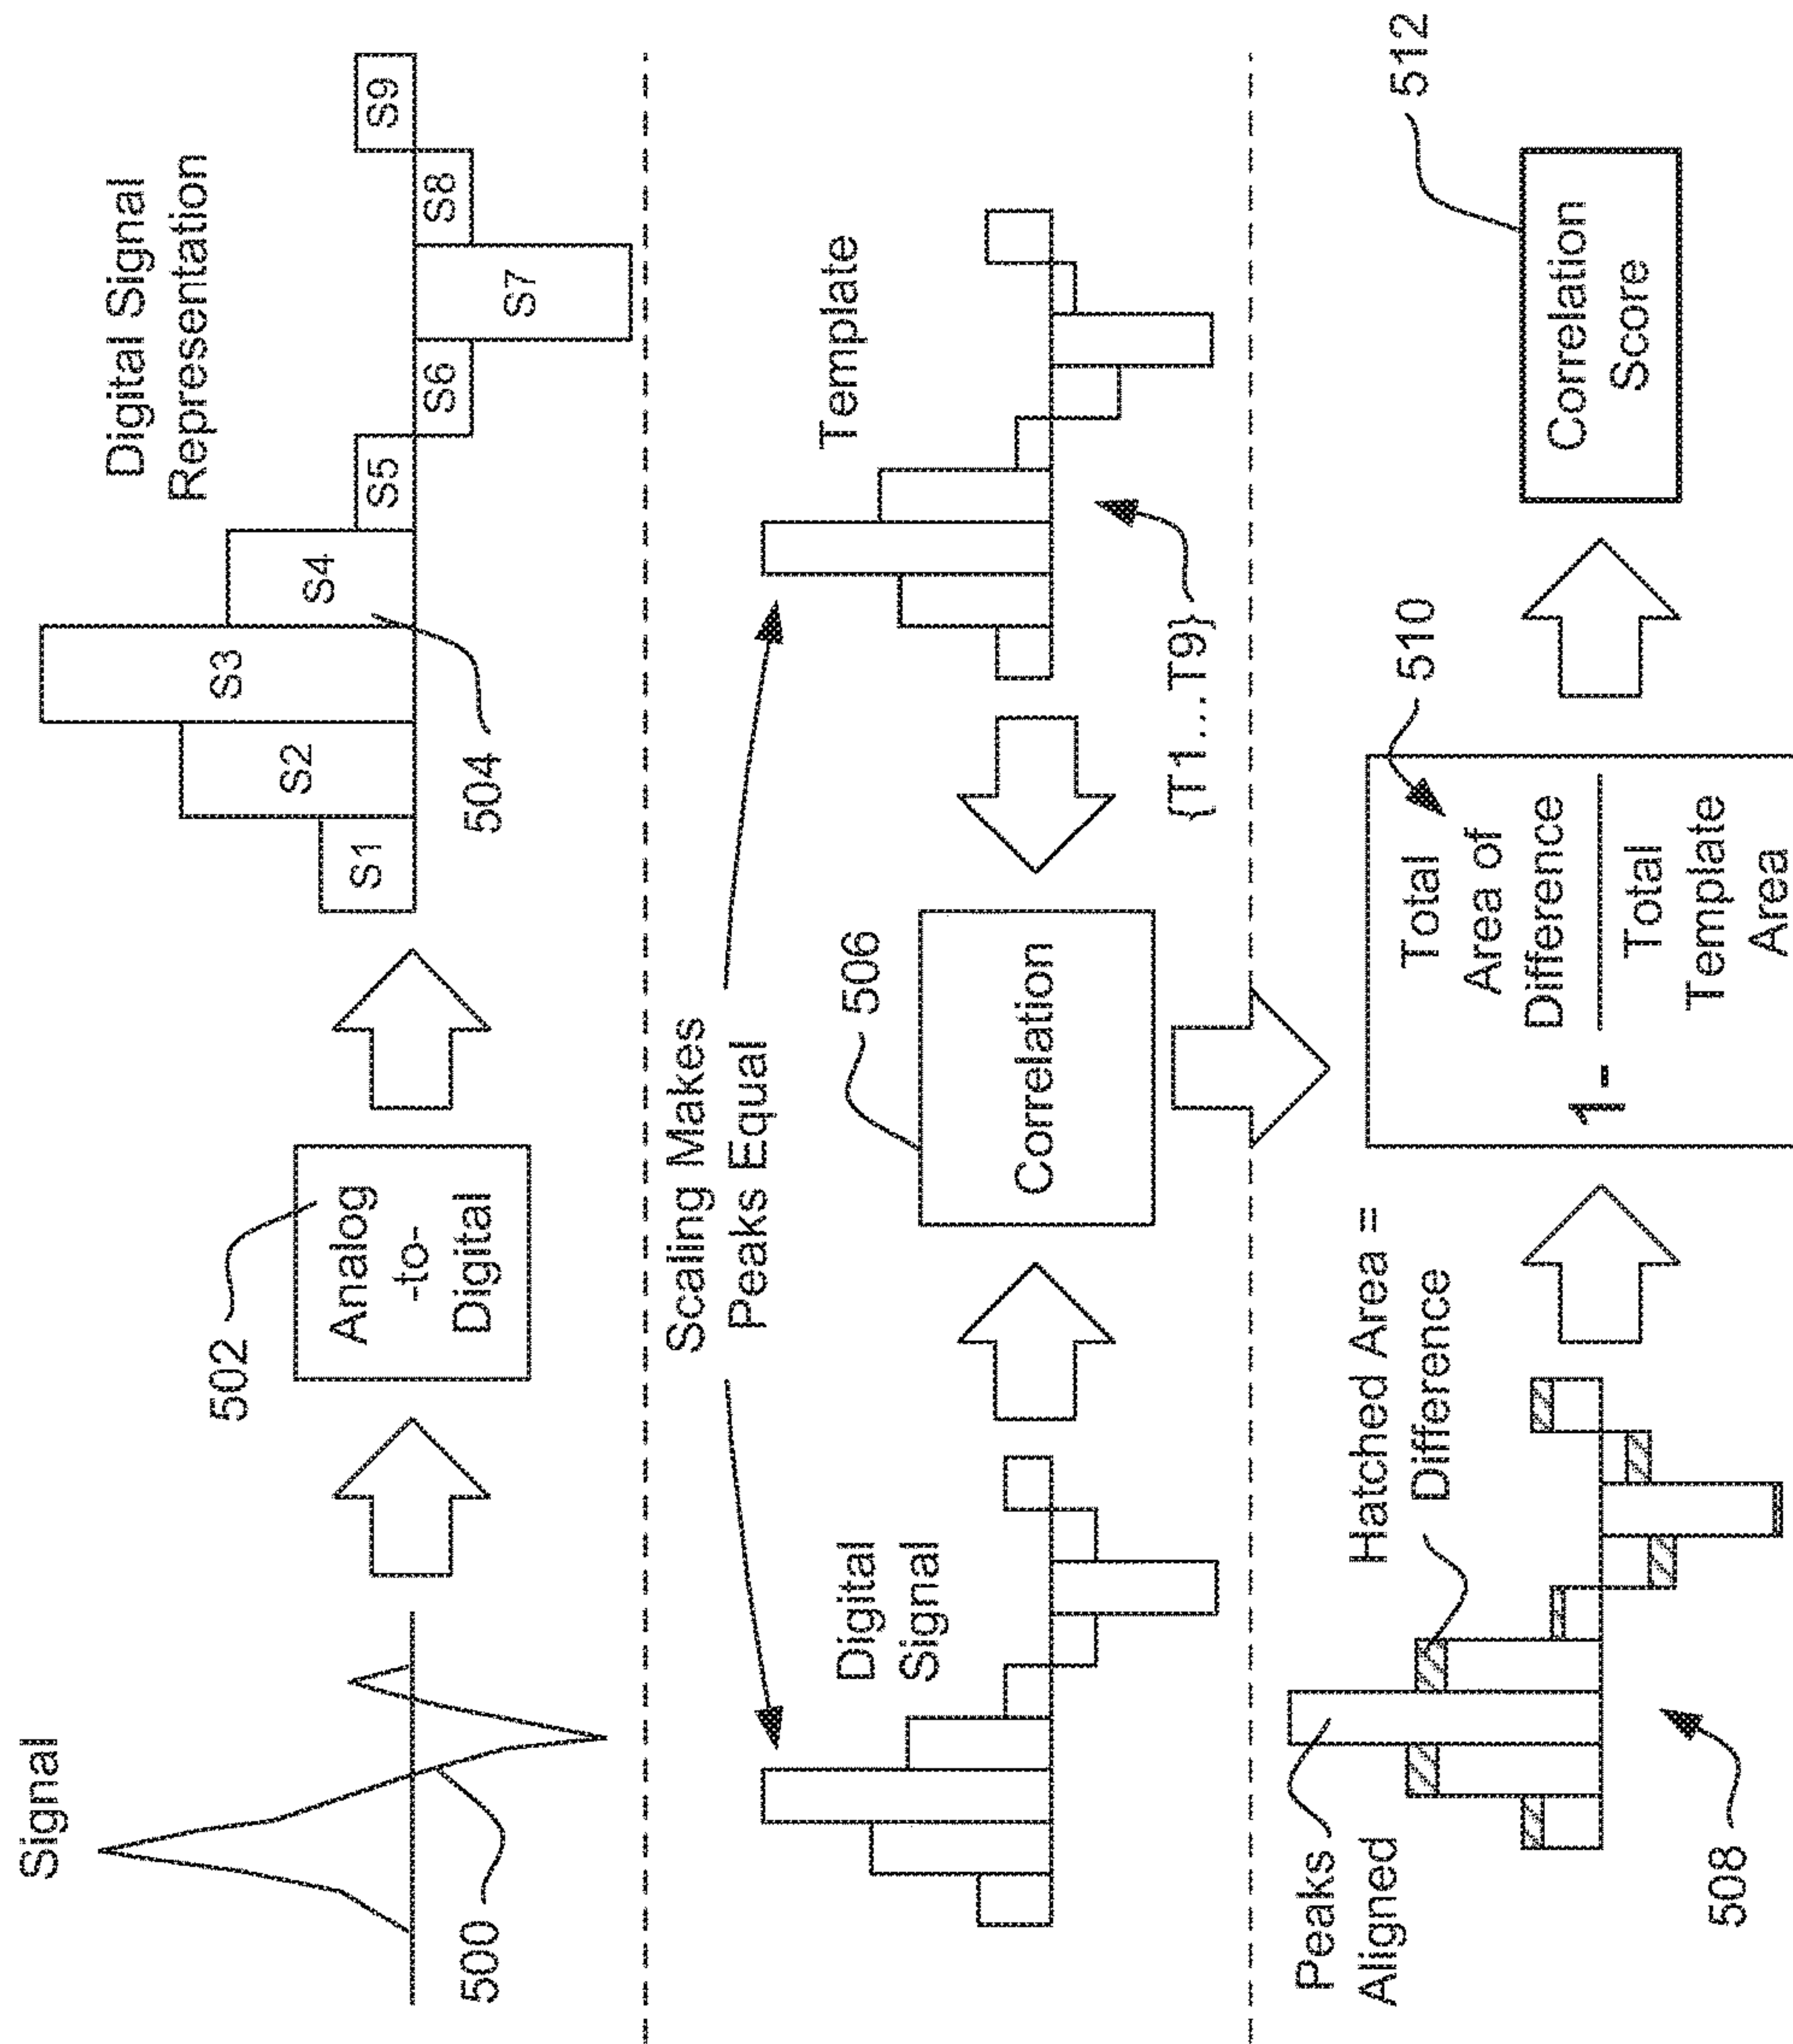 Signal
500
502
Analog
-to-
Digital
Digital Signal
Representation
S1
S2
S3
S4
S5
S6
S7
S8
S9
504
Scaling Makes
Peaks Equal
Digital
Signal
506
Correlation
Template
{T1...T9}
Peaks
Aligned
Hatched Area =
Difference
508
1 -
Total
Area of
Difference
Total
Template
Area
510
Correlation
Score
512